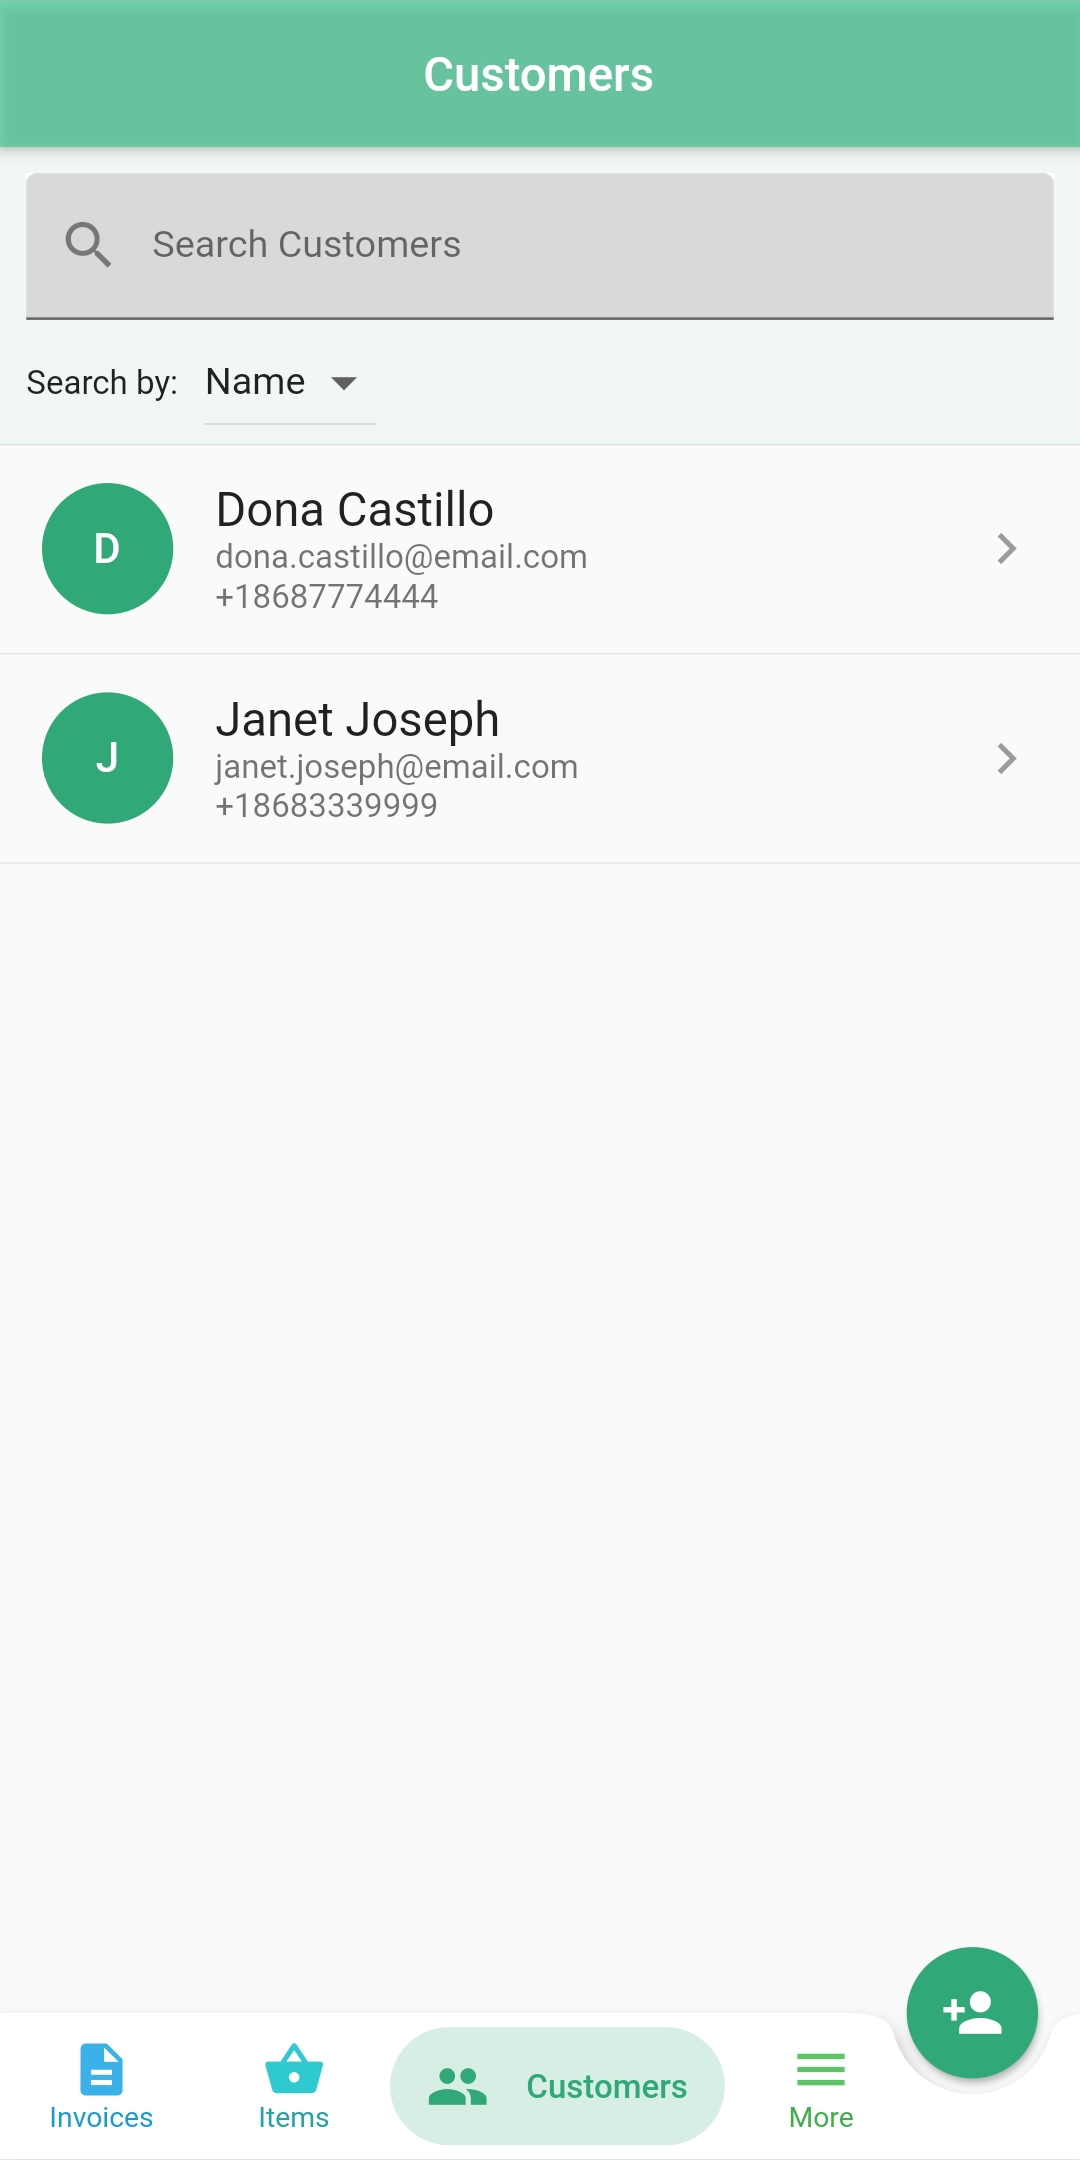 Customers
Search Customers
Search by: Name
D
Dona Castillo
dona.castillo@email.com
+18687774444
J
Janet Joseph
janet.joseph@email.com
+18683339999
Invoices
Items
Customers
More